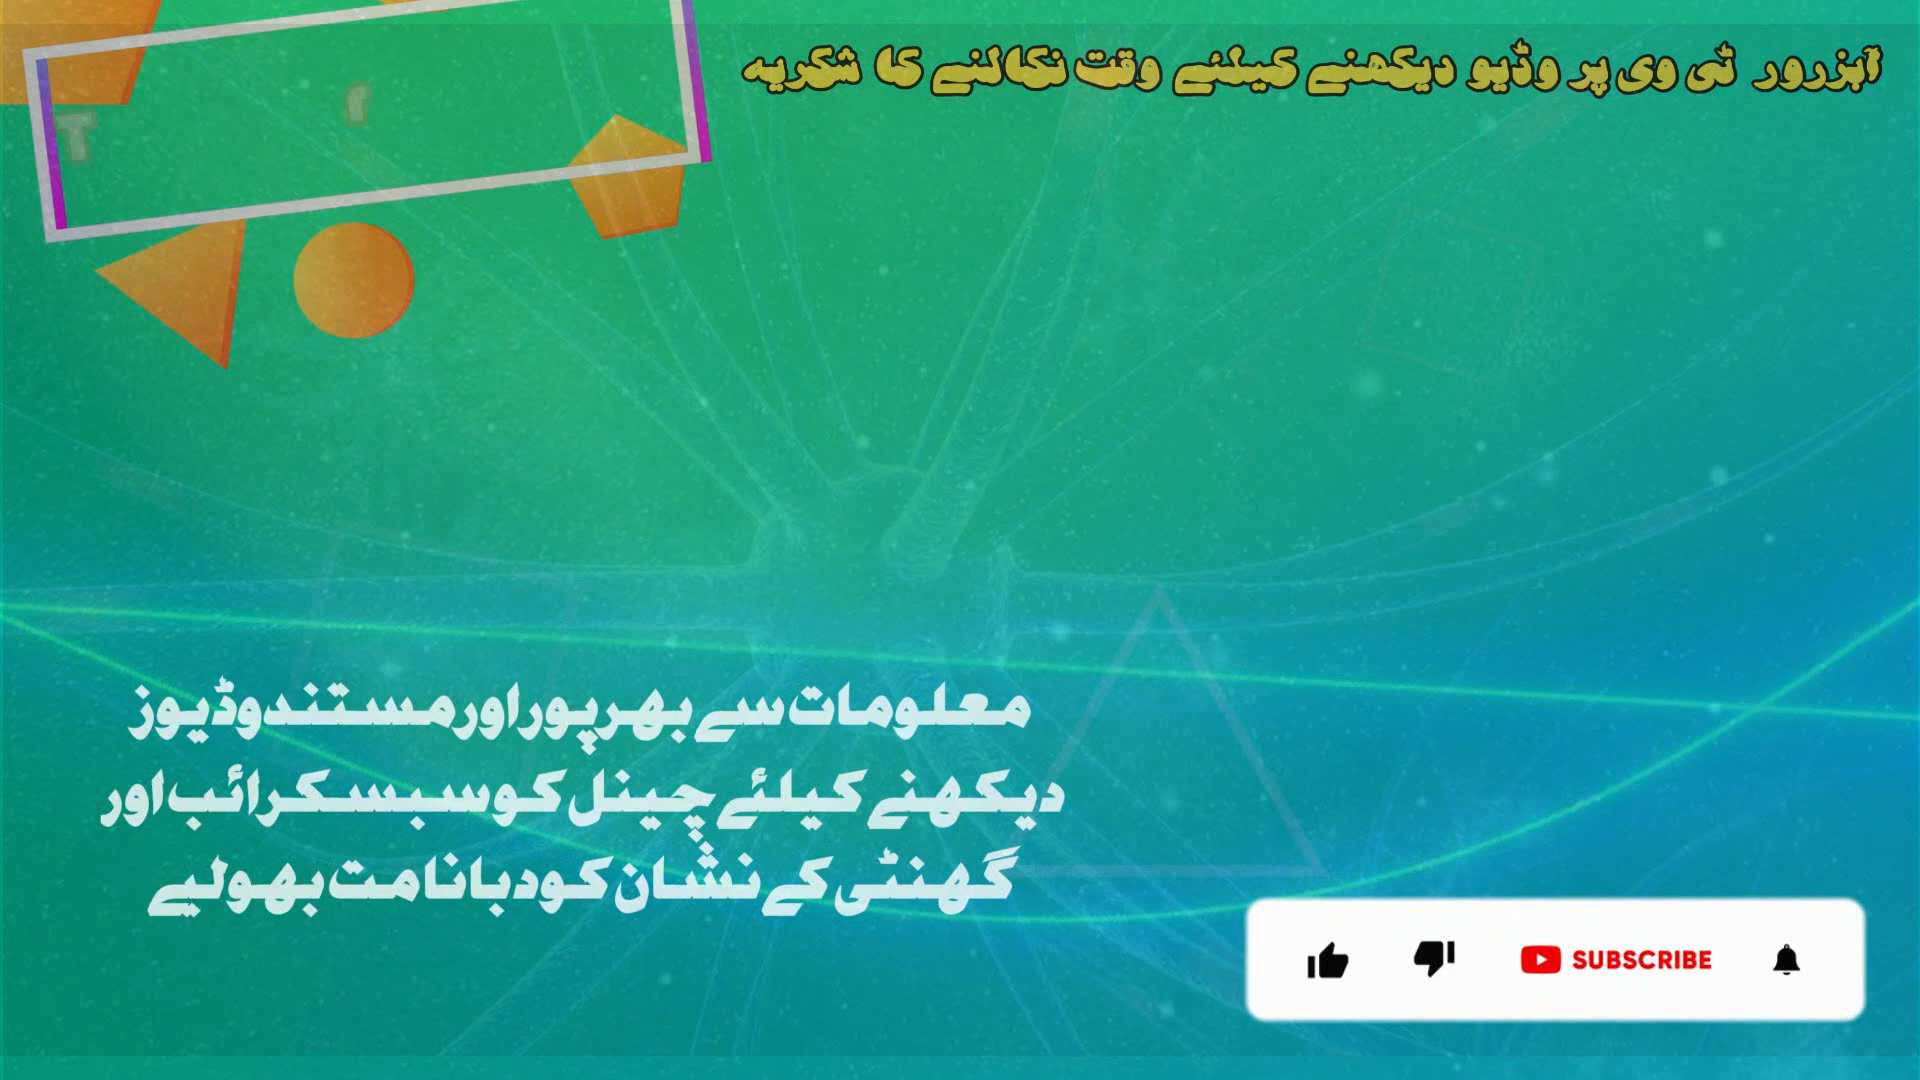 آبزرور ٹی وی پر وڈیو دیکھنے کیلئے وقت نکالنے کا شکریہ
T f
معلومات سے بھرپور اور مستند وڈیوز
دیکھنے کیلئے چینل کو سبسکرائب اور
گھنٹی کے نشان کو دبانا مت بھولیے
SUBSCRIBE